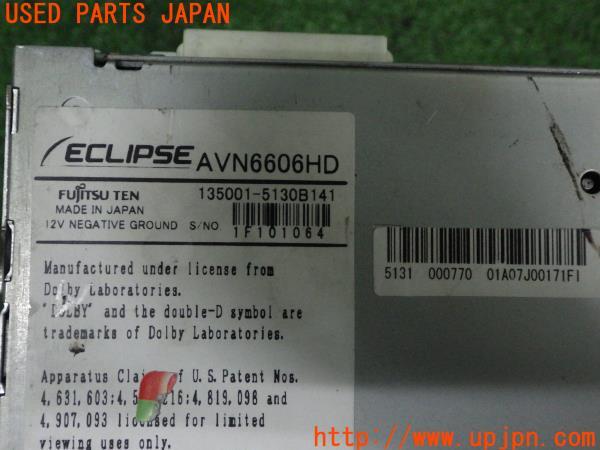 USED PARTS JAPAN
ECLIPSE AVN6606HD
FUJITSU TEN 135001-5130B141
MADE IN JAPAN
12V NEGATIVE GROUND S/NO. 1F101064
5131 000770 01A07J00171FI
Manufactured under license from
Dolby Laboratories.
"DOLBY" and the double-D symbol are
trademarks of Dolby Laboratories.
Apparatus of U.S. Patent Nos.
4,631,603; 4,819,098 and
4,907,093 licensed for limited
viewing uses only.
http://www.upjpn.com